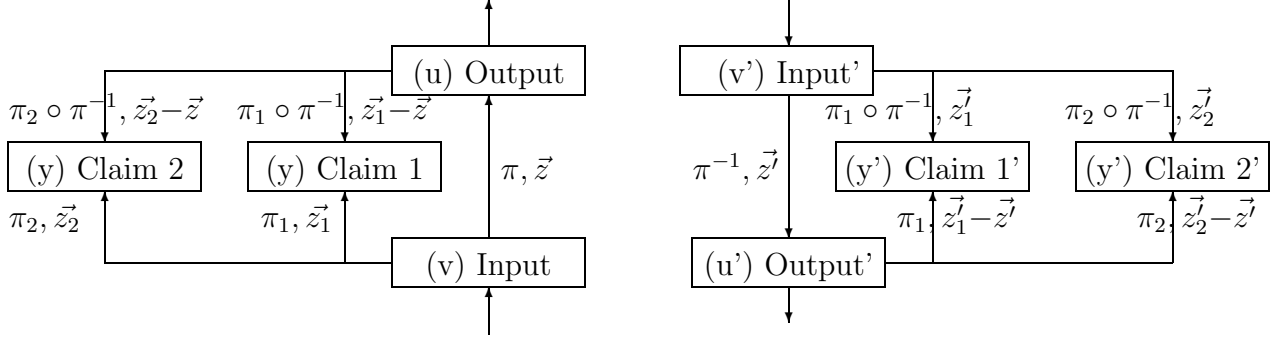 (u) Output
(v') Input'
π₂ ∘ π⁻¹, z⃗₂−z⃗
π₁ ∘ π⁻¹, z⃗₁−z⃗
π₁ ∘ π⁻¹, z⃗′₁
π₂ ∘ π⁻¹, z⃗′₂
(y) Claim 2
(y) Claim 1
π, z⃗
π⁻¹, z⃗′
(y') Claim 1'
(y') Claim 2'
π₂, z⃗₂
π₁, z⃗₁
π₁, z⃗′₁−z⃗′
π₂, z⃗′₂−z⃗′
(v) Input
(u') Output'